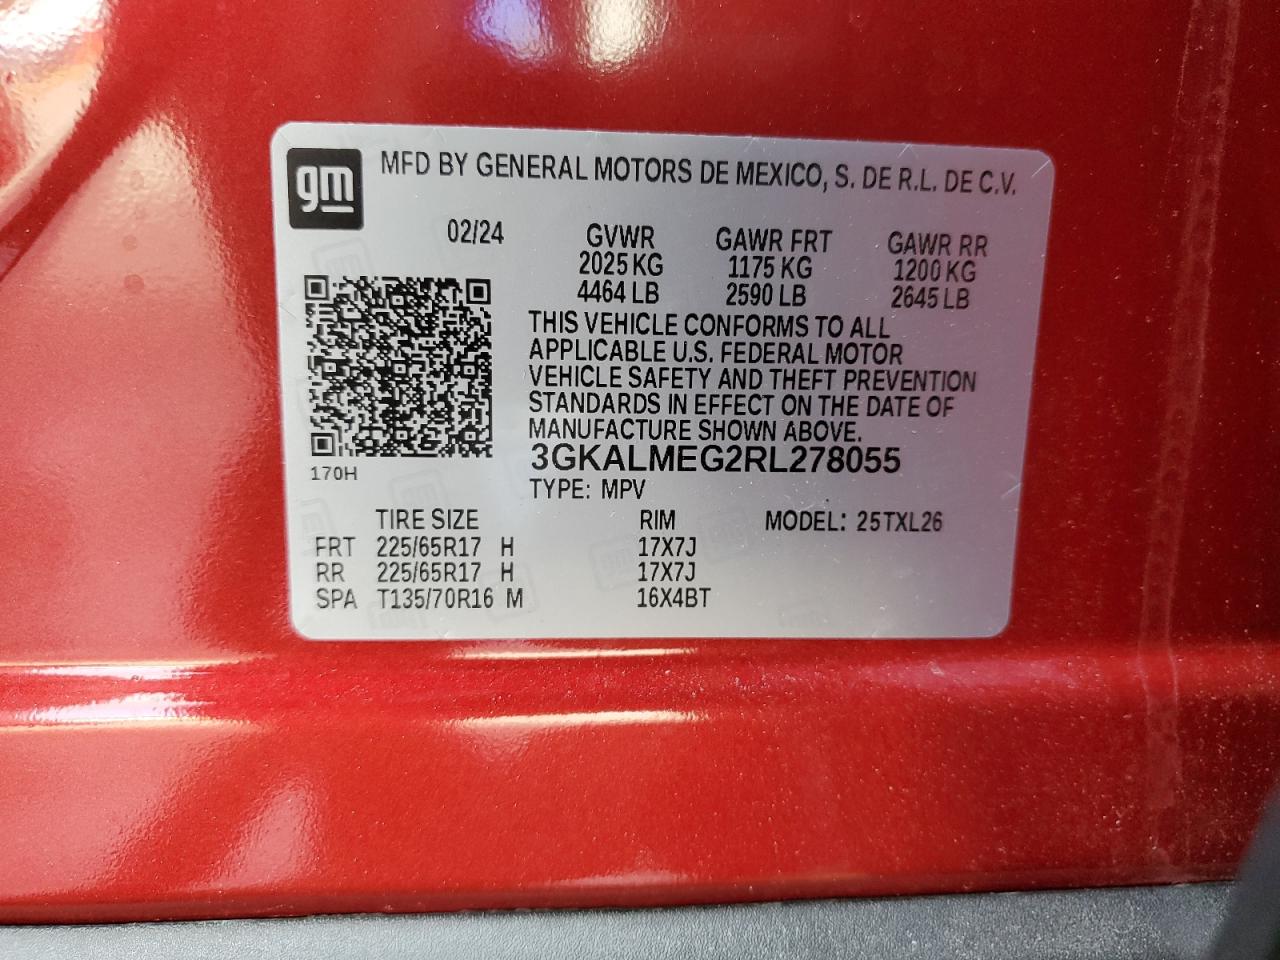 gm
MFD BY GENERAL MOTORS DE MEXICO, S. DE R.L. DE C.V.
02/24 GVWR GAWR FRT GAWR RR
2025 KG 1175 KG 1200 KG
4464 LB 2590 LB 2645 LB
THIS VEHICLE CONFORMS TO ALL
APPLICABLE U.S. FEDERAL MOTOR
VEHICLE SAFETY AND THEFT PREVENTION
STANDARDS IN EFFECT ON THE DATE OF
MANUFACTURE SHOWN ABOVE.
3GKALMEG2RL278055
170H
TYPE: MPV
TIRE SIZE RIM MODEL: 25TXL26
FRT 225/65R17 H 17X7J
RR 225/65R17 H 17X7J
SPA T135/70R16 M 16X4BT